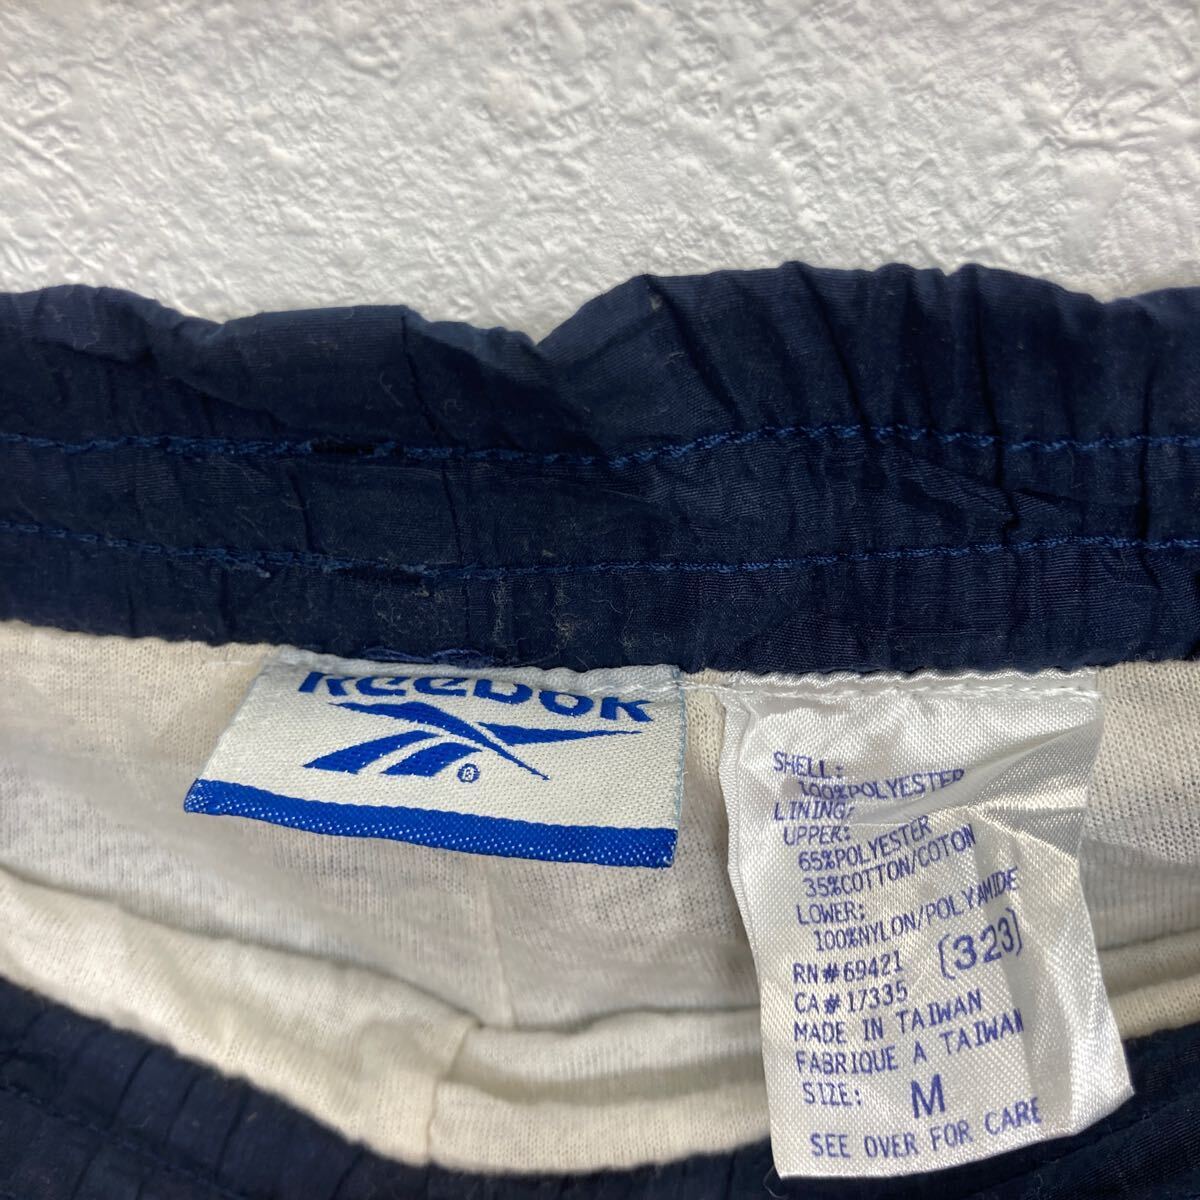 Reebok
®
SHELL:
100%POLYESTER
LINING:
UPPER:
65%POLYESTER
35%COTTON/COTON
LOWER:
100%NYLON/POLYAMIDE
RN#69421 (323)
CA#17335
MADE IN TAIWAN
FABRIQUE A TAIWAN
SIZE: M
SEE OVER FOR CARE